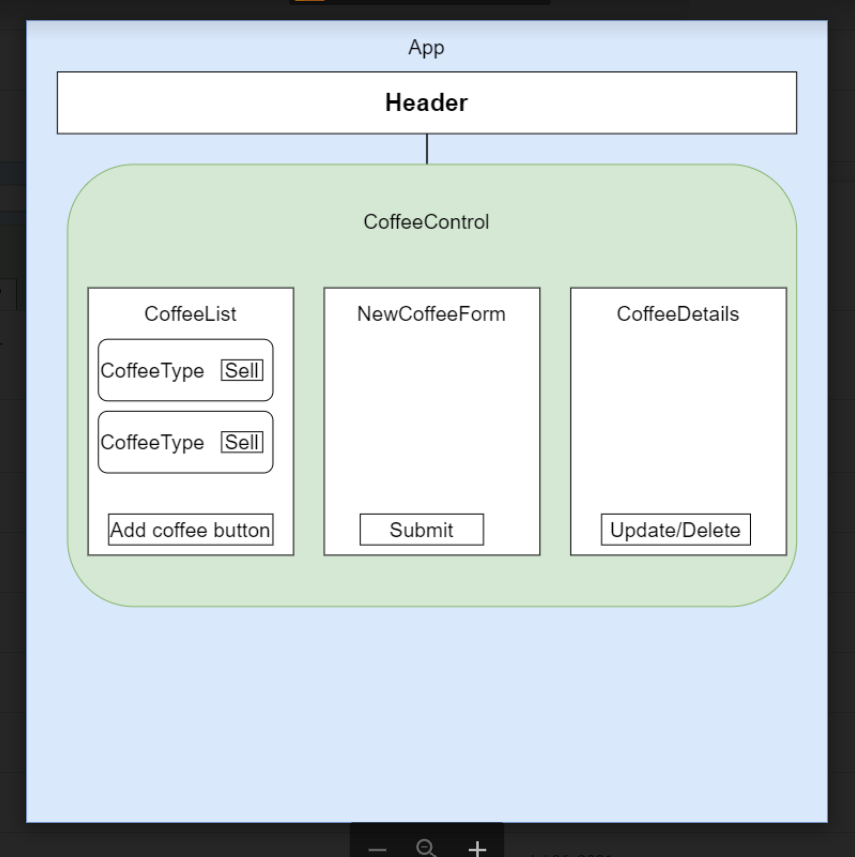 App
Header
CoffeeControl
CoffeeList
CoffeeType Sell
CoffeeType Sell
Add coffee button
NewCoffeeForm
Submit
CoffeeDetails
Update/Delete